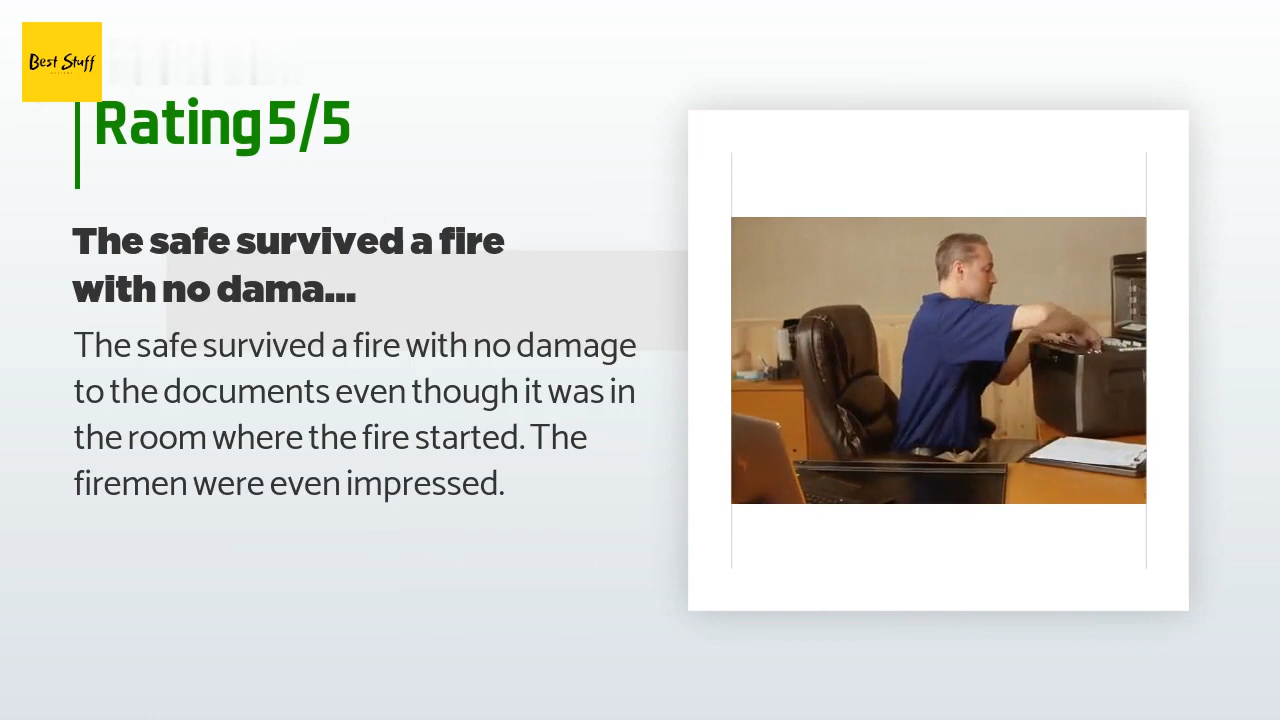 Best Stuff
Rating 5/5
The safe survived a fire
with no dama...
The safe survived a fire with no damage
to the documents even though it was in
the room where the fire started. The
firemen were even impressed.